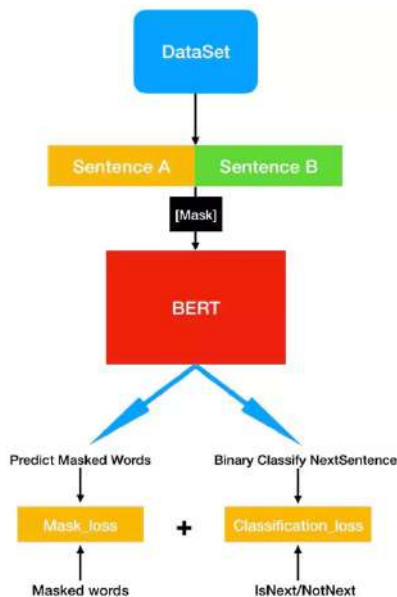 DataSet
Sentence A
Sentence B
[Mask]
BERT
Predict Masked Words
Binary Classify NextSentence
Mask_loss
+
Classification_loss
Masked words
IsNext/NotNext